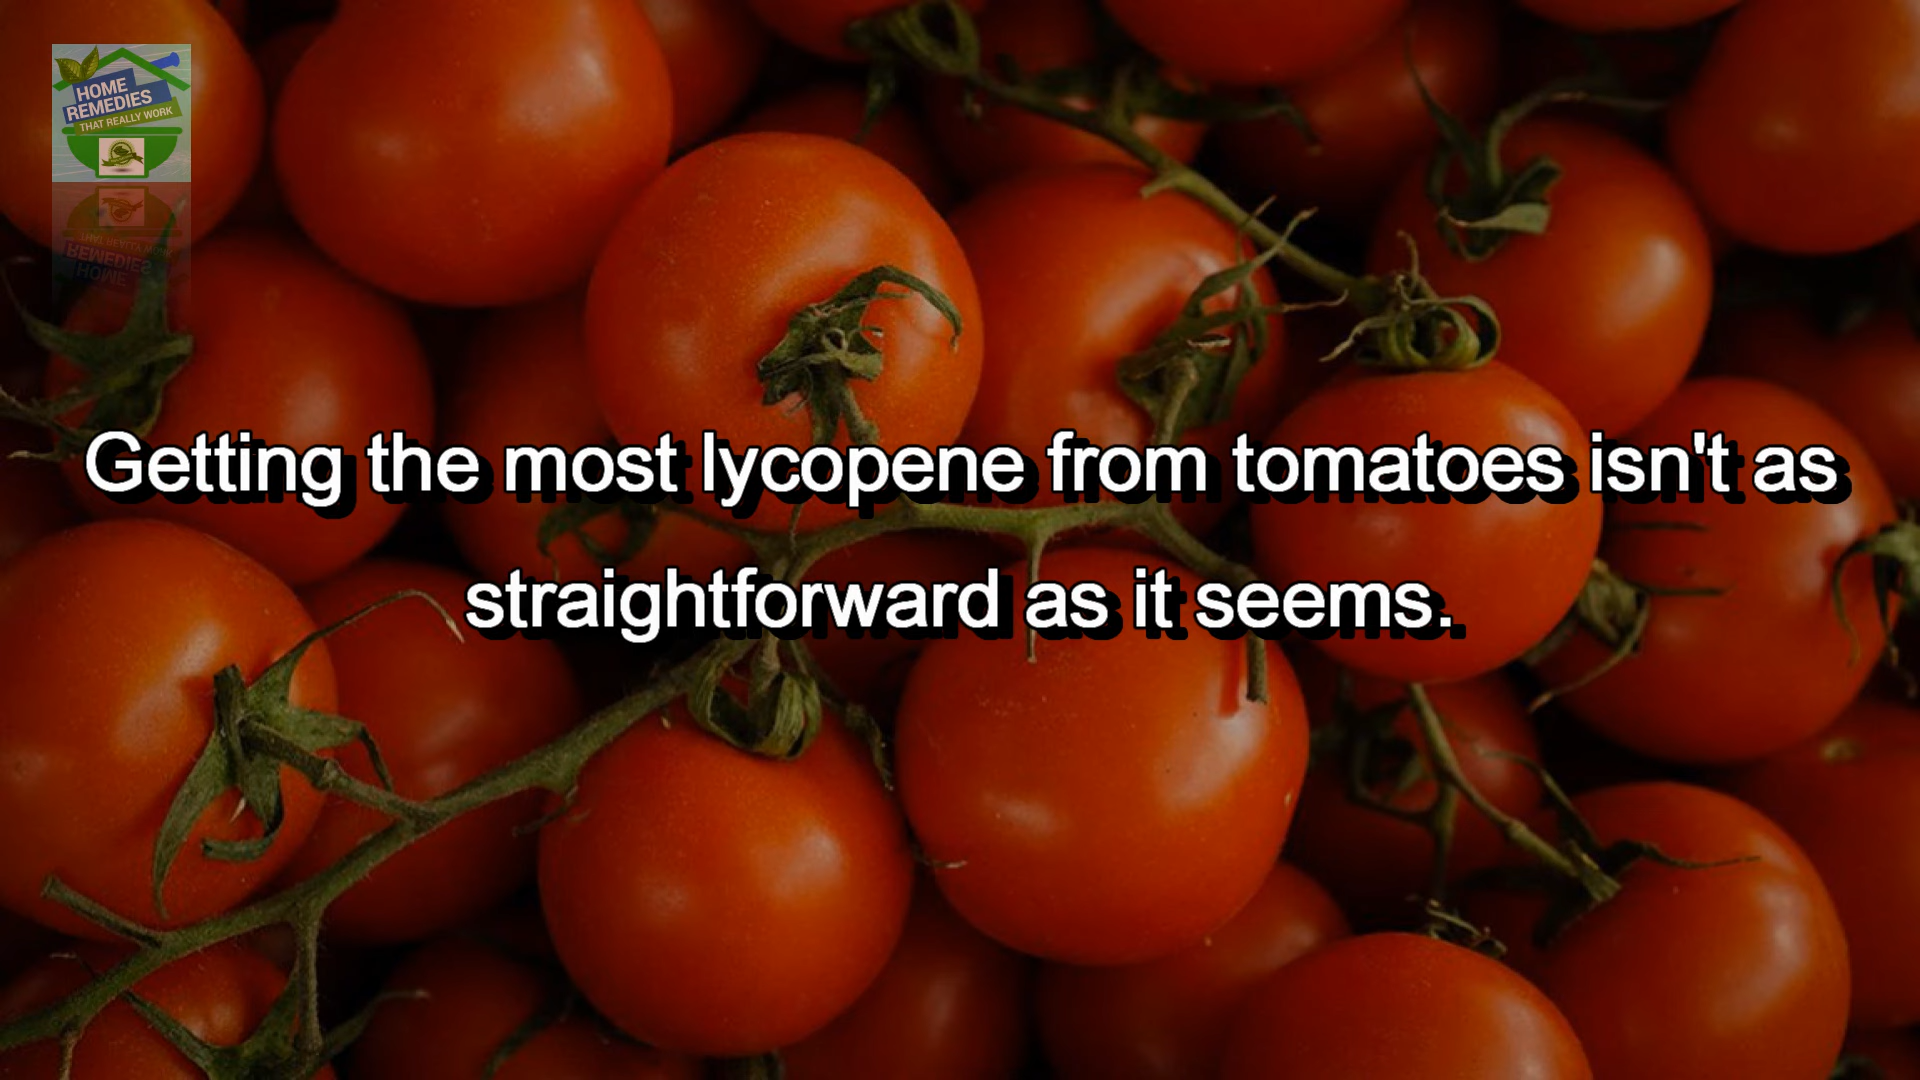 HOME
REMEDIES
THAT REALLY WORK
Getting the most lycopene from tomatoes isn't as
straightforward as it seems.